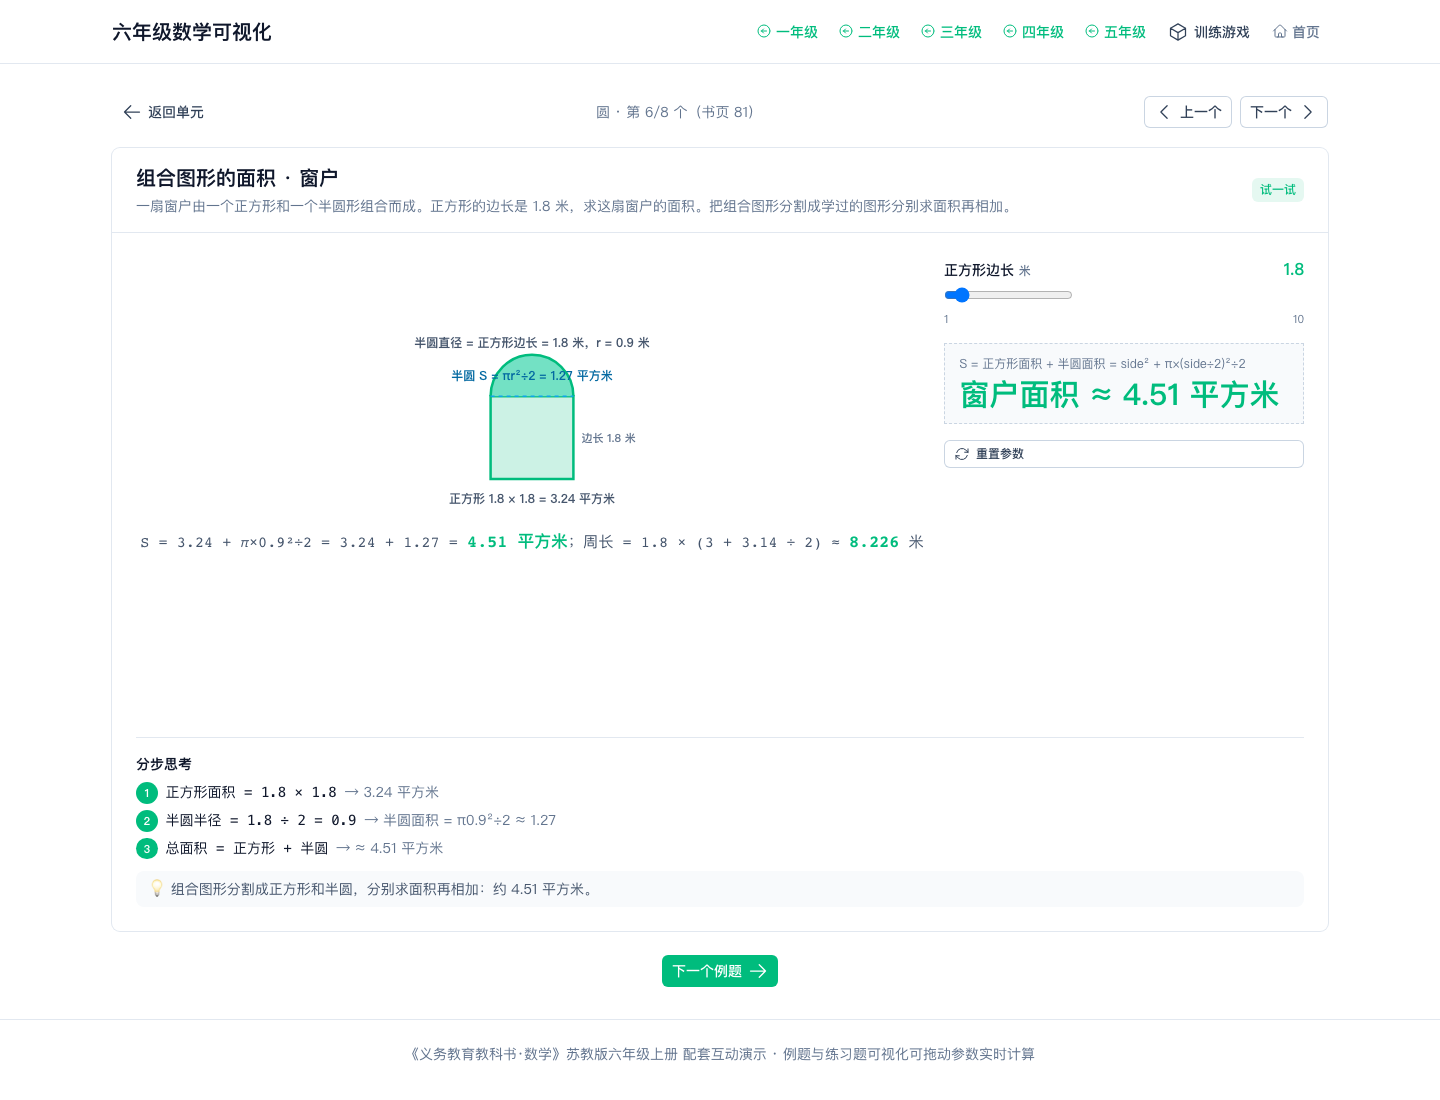 六年级数学可视化
一年级 二年级 三年级 四年级 五年级 训练游戏 首页
返回单元
圆 · 第 6/8 个（书页 81）
上一个 下一个
组合图形的面积 · 窗户
一扇窗户由一个正方形和一个半圆形组合而成。正方形的边长是 1.8 米，求这扇窗户的面积。把组合图形分割成学过的图形分别求面积再相加。
试一试
半圆直径 = 正方形边长 = 1.8 米，r = 0.9 米
半圆 S = πr²÷2 = 1.27 平方米
边长 1.8 米
正方形 1.8 × 1.8 = 3.24 平方米
S = 3.24 + π×0.9²÷2 = 3.24 + 1.27 = 4.51 平方米；周长 = 1.8 × (3 + 3.14 ÷ 2) ≈ 8.226 米
正方形边长 米 1.8
1 10
S = 正方形面积 + 半圆面积 = side² + π×(side÷2)²÷2
窗户面积 ≈ 4.51 平方米
重置参数
分步思考
1 正方形面积 = 1.8 × 1.8 → 3.24 平方米
2 半圆半径 = 1.8 ÷ 2 = 0.9 → 半圆面积 = π0.9²÷2 ≈ 1.27
3 总面积 = 正方形 + 半圆 → ≈ 4.51 平方米
💡 组合图形分割成正方形和半圆，分别求面积再相加：约 4.51 平方米。
下一个例题 →
《义务教育教科书·数学》苏教版六年级上册 配套互动演示 · 例题与练习题可视化可拖动参数实时计算